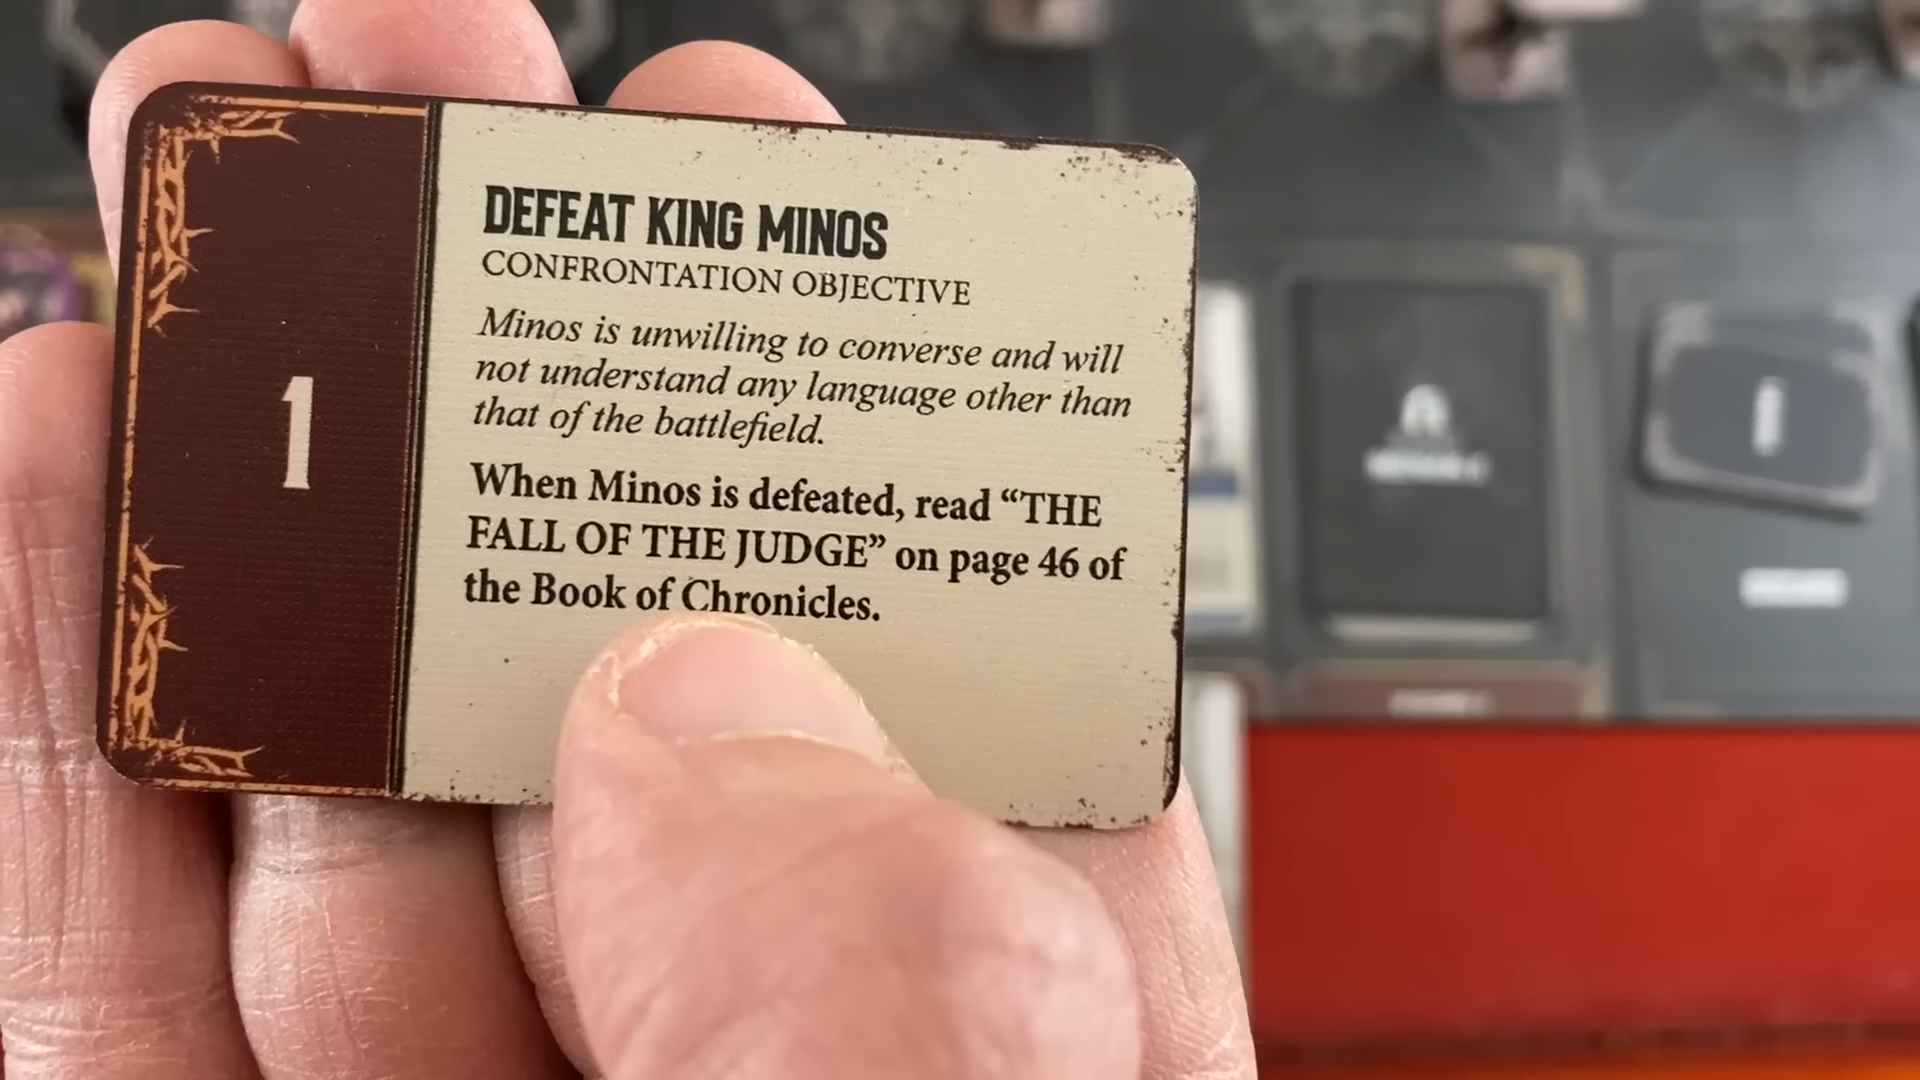 1
DEFEAT KING MINOS
CONFRONTATION OBJECTIVE
Minos is unwilling to converse and will
not understand any language other than
that of the battlefield.
When Minos is defeated, read “THE
FALL OF THE JUDGE” on page 46 of
the Book of Chronicles.